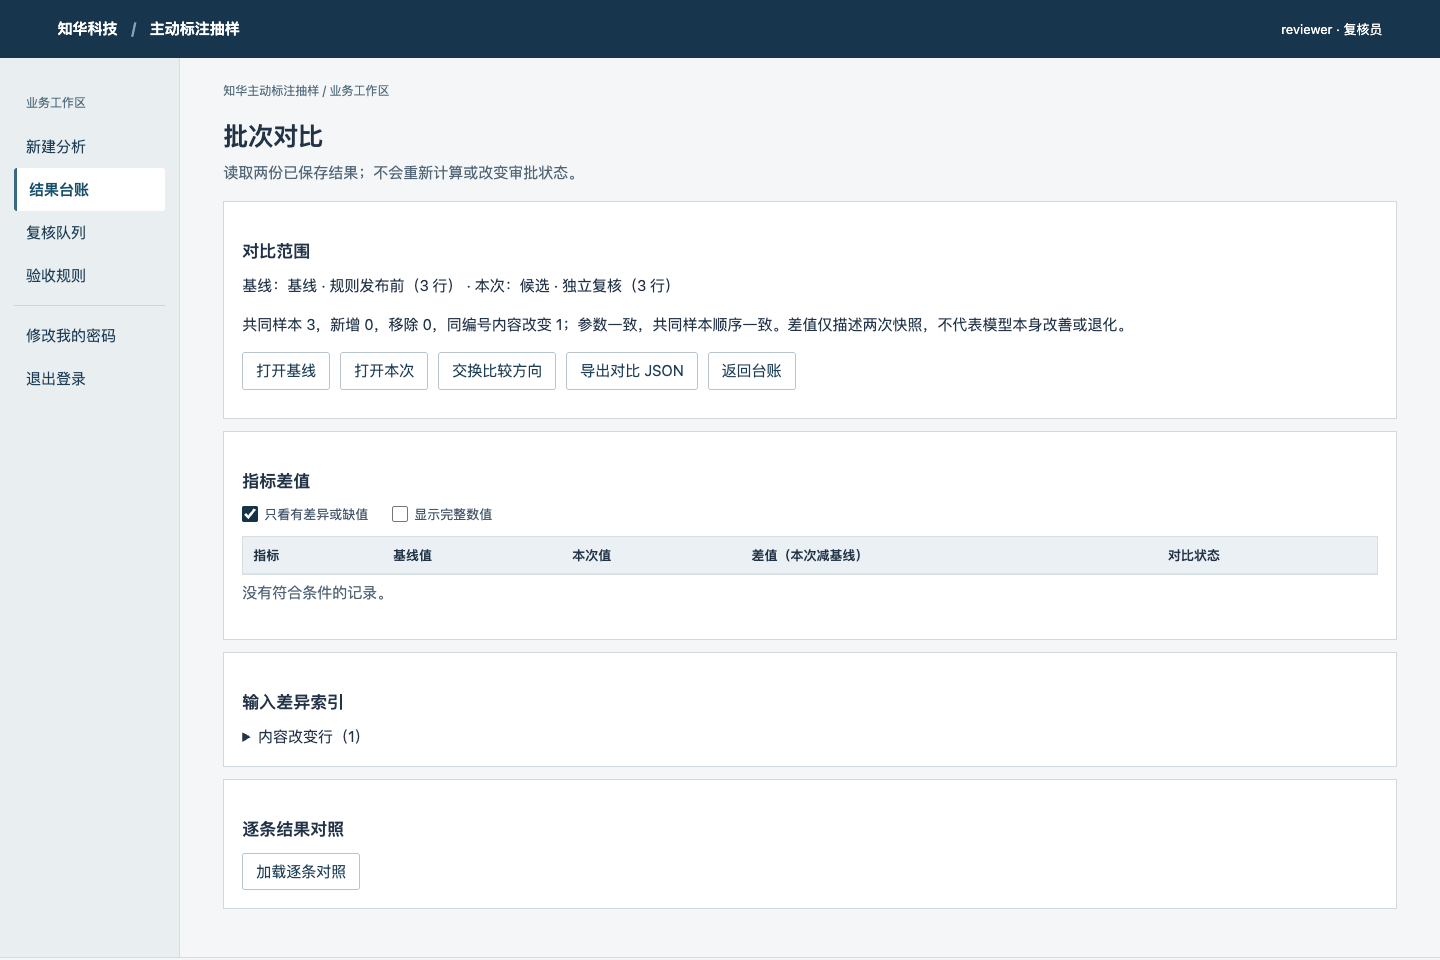 知华科技 / 主动标注抽样
reviewer · 复核员
业务工作区
新建分析
结果台账
复核队列
验收规则
修改我的密码
退出登录
知华主动标注抽样 / 业务工作区
批次对比
读取两份已保存结果；不会重新计算或改变审批状态。
对比范围
基线：基线 · 规则发布前（3 行） · 本次：候选 · 独立复核（3 行）
共同样本 3，新增 0，移除 0，同编号内容改变 1；参数一致，共同样本顺序一致。差值仅描述两次快照，不代表模型本身改善或退化。
打开基线 打开本次 交换比较方向 导出对比 JSON 返回台账
指标差值
只看有差异或缺值 显示完整数值
指标 基线值 本次值 差值（本次减基线） 对比状态
没有符合条件的记录。
输入差异索引
内容改变行（1）
逐条结果对照
加载逐条对照